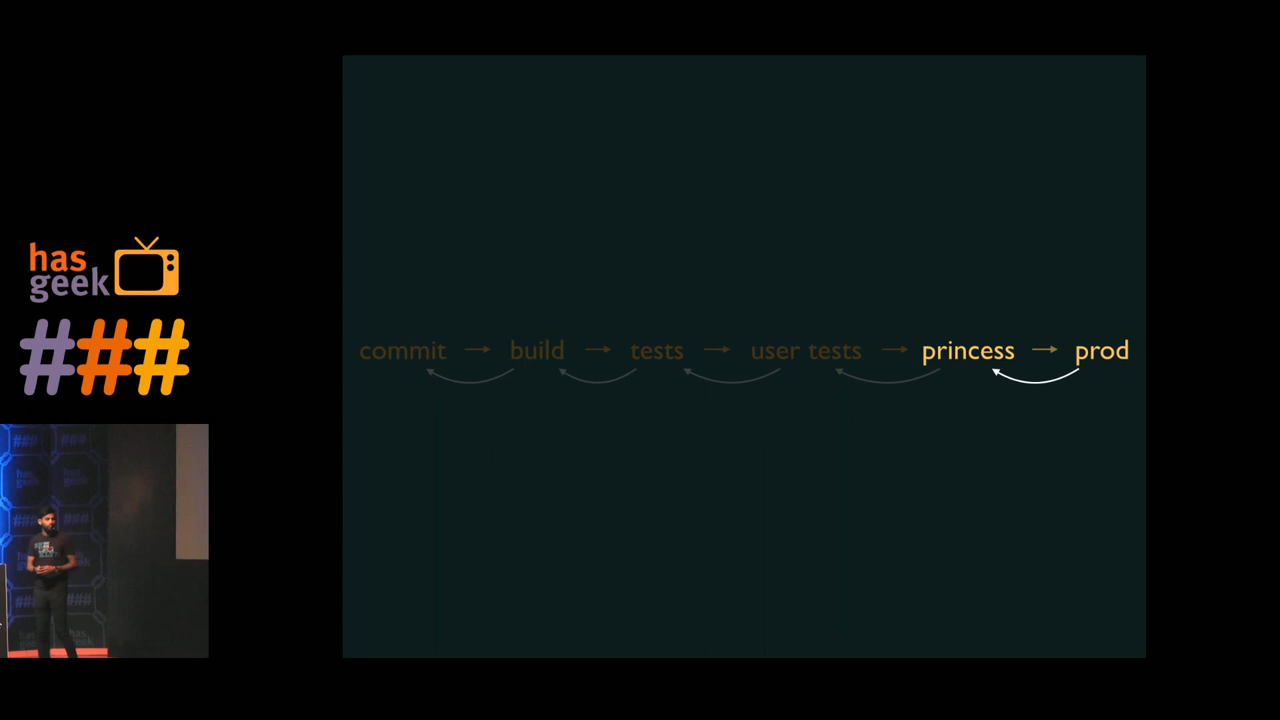 has
geek
###
commit → build → tests → user tests → princess → prod